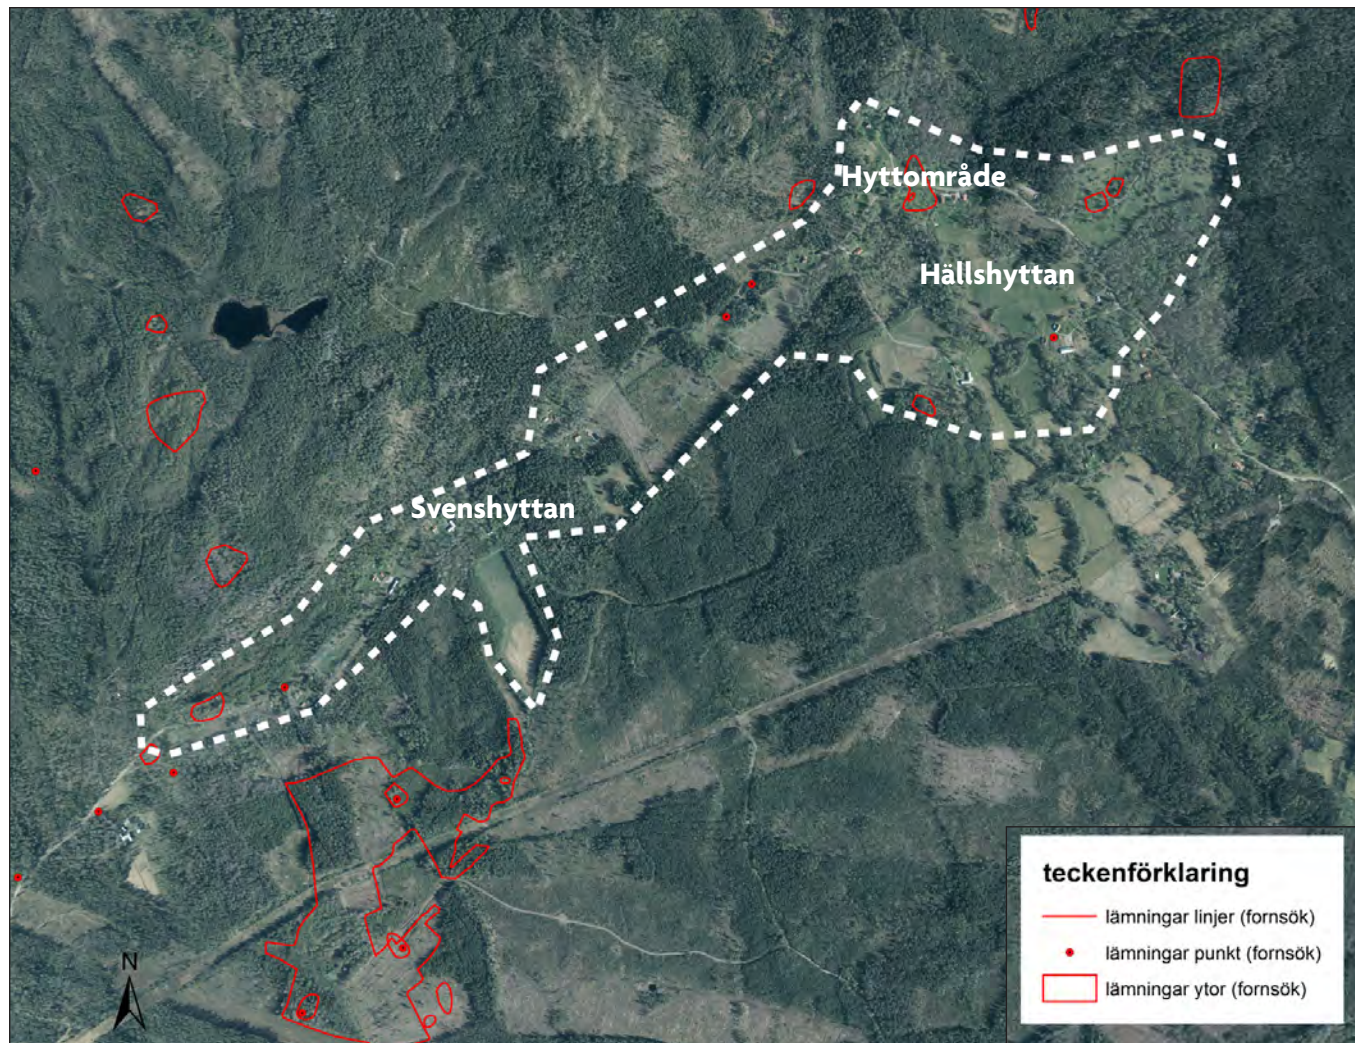 Hyttområde
Hällshyttan
Svenshyttan
N
teckenförklaring
lämningar linjer (fornsök)
lämningar punkt (fornsök)
lämningar ytor (fornsök)